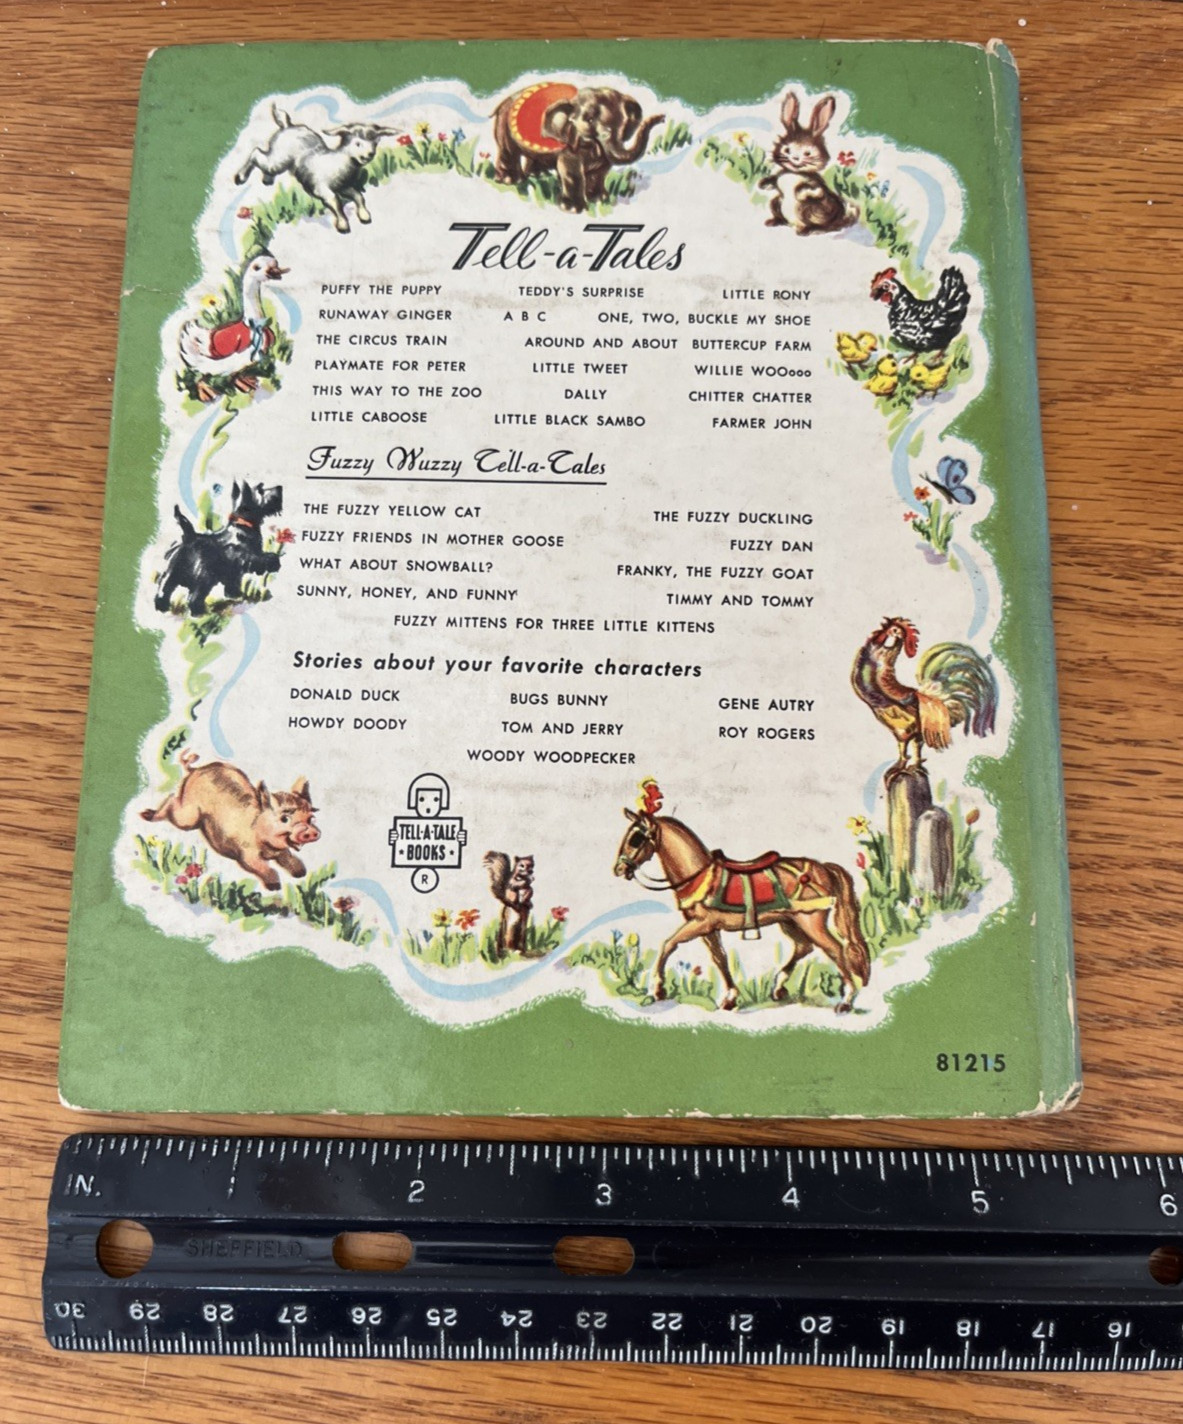 Tell-a-Tales
PUFFY THE PUPPY TEDDY'S SURPRISE LITTLE RONY
RUNAWAY GINGER A B C ONE, TWO, BUCKLE MY SHOE
THE CIRCUS TRAIN AROUND AND ABOUT BUTTERCUP FARM
PLAYMATE FOR PETER LITTLE TWEET WILLIE WOOooo
THIS WAY TO THE ZOO DALLY CHITTER CHATTER
LITTLE CABOOSE LITTLE BLACK SAMBO FARMER JOHN
Fuzzy Wuzzy Tell-a-Tales
THE FUZZY YELLOW CAT THE FUZZY DUCKLING
FUZZY FRIENDS IN MOTHER GOOSE FUZZY DAN
WHAT ABOUT SNOWBALL? FRANKY, THE FUZZY GOAT
SUNNY, HONEY, AND FUNNY TIMMY AND TOMMY
FUZZY MITTENS FOR THREE LITTLE KITTENS
Stories about your favorite characters
DONALD DUCK BUGS BUNNY GENE AUTRY
HOWDY DOODY TOM AND JERRY ROY ROGERS
WOODY WOODPECKER
TELL-A-TALE
BOOKS
R
81215
IN. 1 2 3 4 5 6
SHEFFIELD
30 29 28 27 26 25 24 23 22 21 20 19 18 17 16